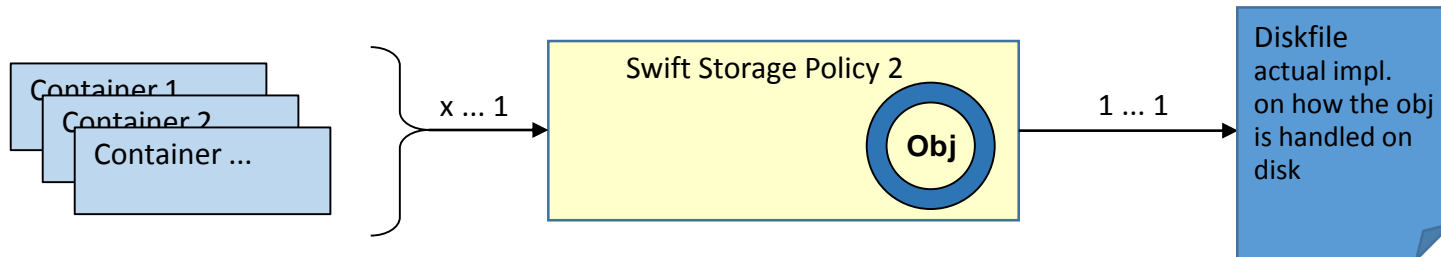 Container 1
Container 2
Container ...
x ... 1
Swift Storage Policy 2
Obj
1 ... 1
Diskfile
actual impl.
on how the obj
is handled on
disk